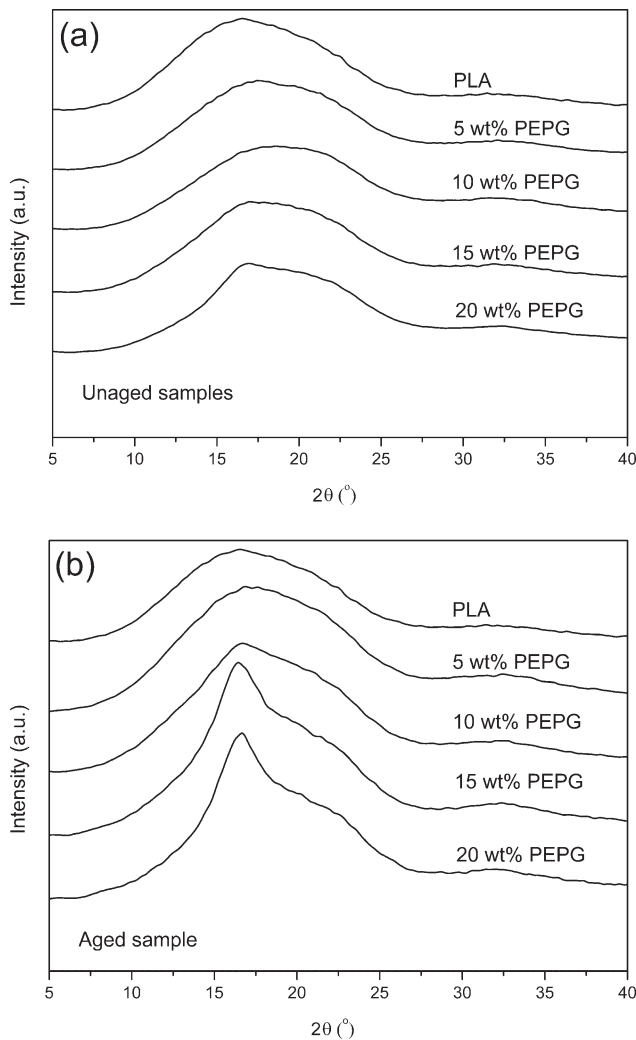 (a)
PLA
5 wt% PEPG
10 wt% PEPG
15 wt% PEPG
20 wt% PEPG
Intensity (a.u.)
Unaged samples
5 10 15 20 25 30 35 40
2θ (°)
(b)
PLA
5 wt% PEPG
10 wt% PEPG
15 wt% PEPG
20 wt% PEPG
Intensity (a.u.)
Aged sample
5 10 15 20 25 30 35 40
2θ (°)